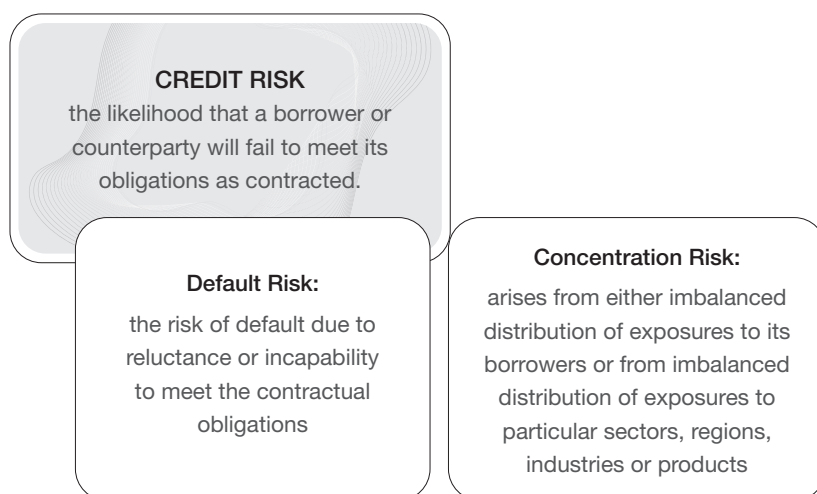 CREDIT RISK
the likelihood that a borrower or
counterparty will fail to meet its
obligations as contracted.
Default Risk:
the risk of default due to
reluctance or incapability
to meet the contractual
obligations
Concentration Risk:
arises from either imbalanced
distribution of exposures to its
borrowers or from imbalanced
distribution of exposures to
particular sectors, regions,
industries or products